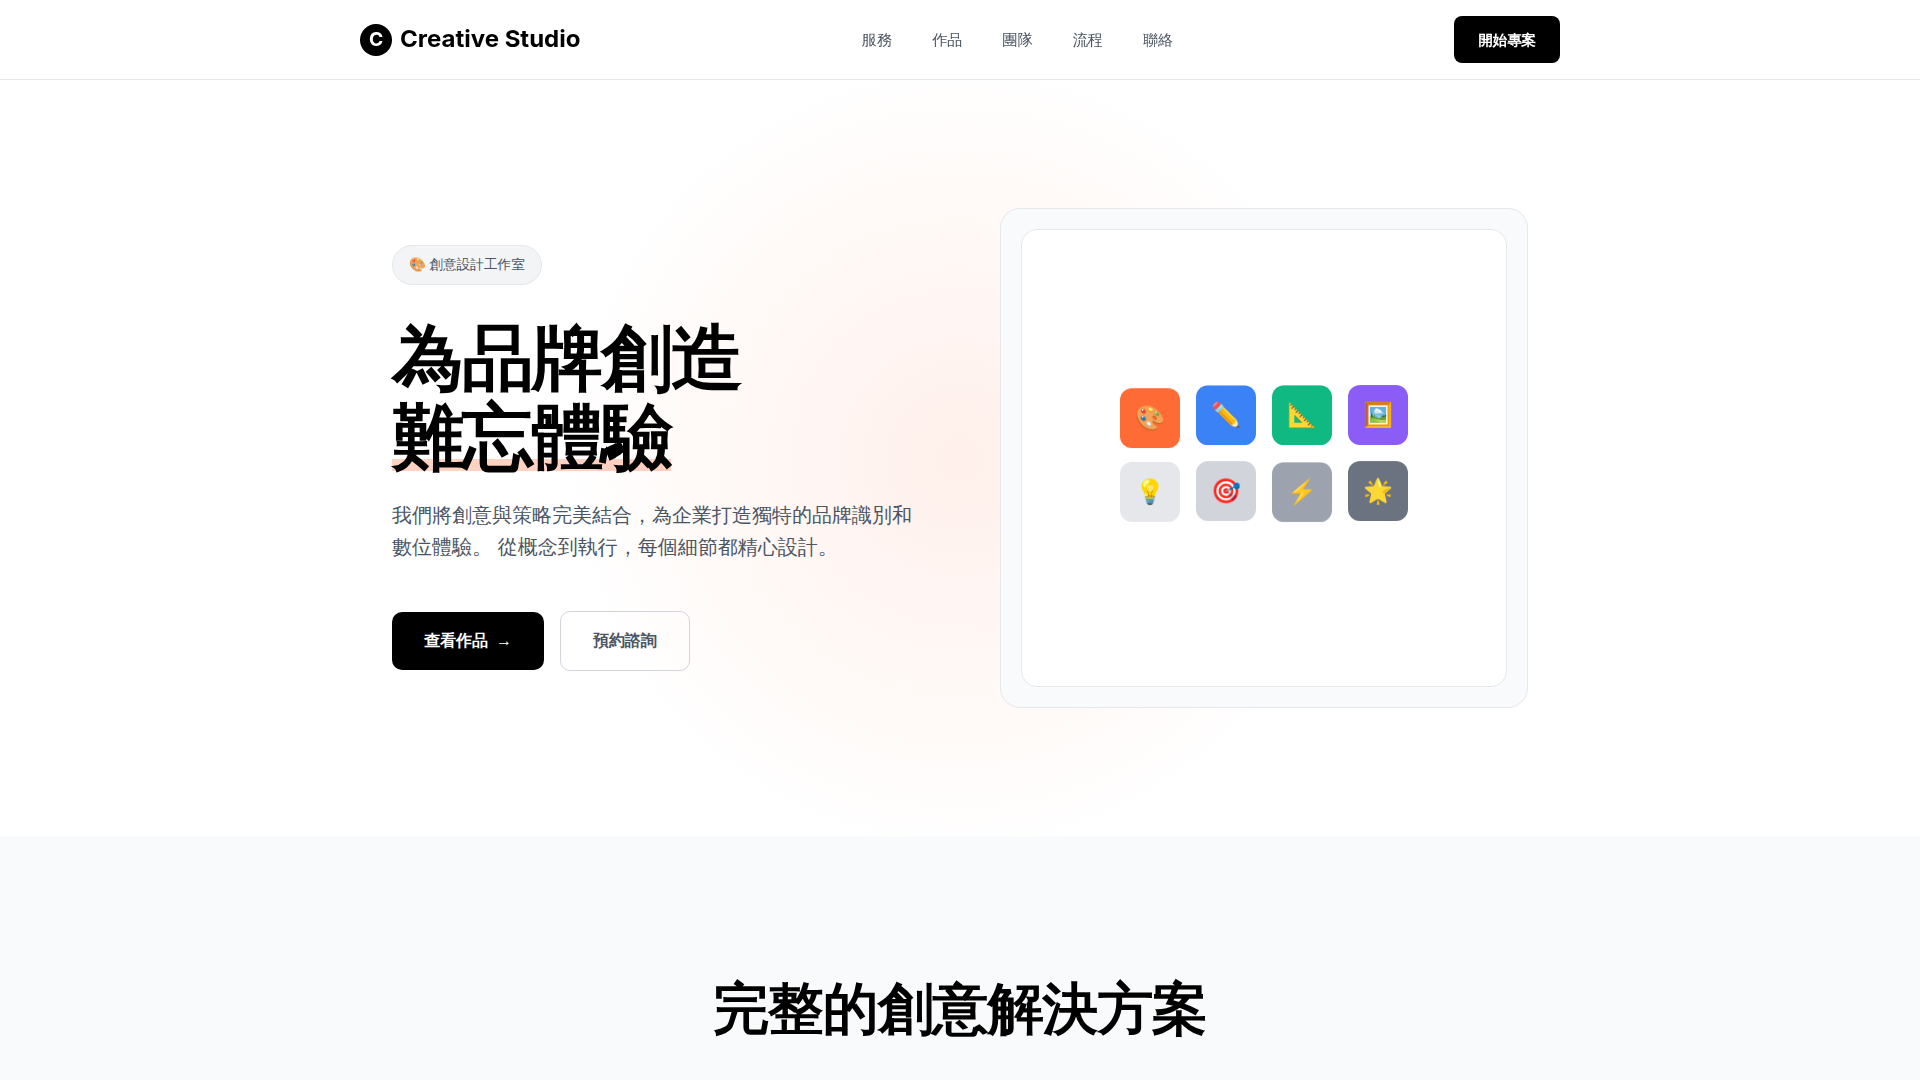 C Creative Studio
服務
作品
團隊
流程
聯絡
開始專案
🎨 創意設計工作室
為品牌創造
難忘體驗
我們將創意與策略完美結合，為企業打造獨特的品牌識別和
數位體驗。 從概念到執行，每個細節都精心設計。
查看作品 →
預約諮詢
完整的創意解決方案